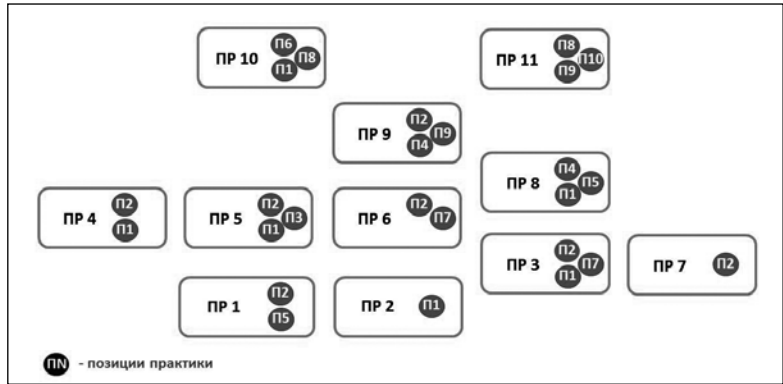 ПР 10 П6 П8 П1
ПР 11 П8 П10 П9
ПР 9 П2 П9 П4
ПР 8 П4 П5 П1
ПР 4 П2 П1
ПР 5 П2 П3 П1
ПР 6 П2 П7
ПР 3 П2 П7 П1
ПР 7 П2
ПР 1 П2 П5
ПР 2 П1
ПN - позиции практики